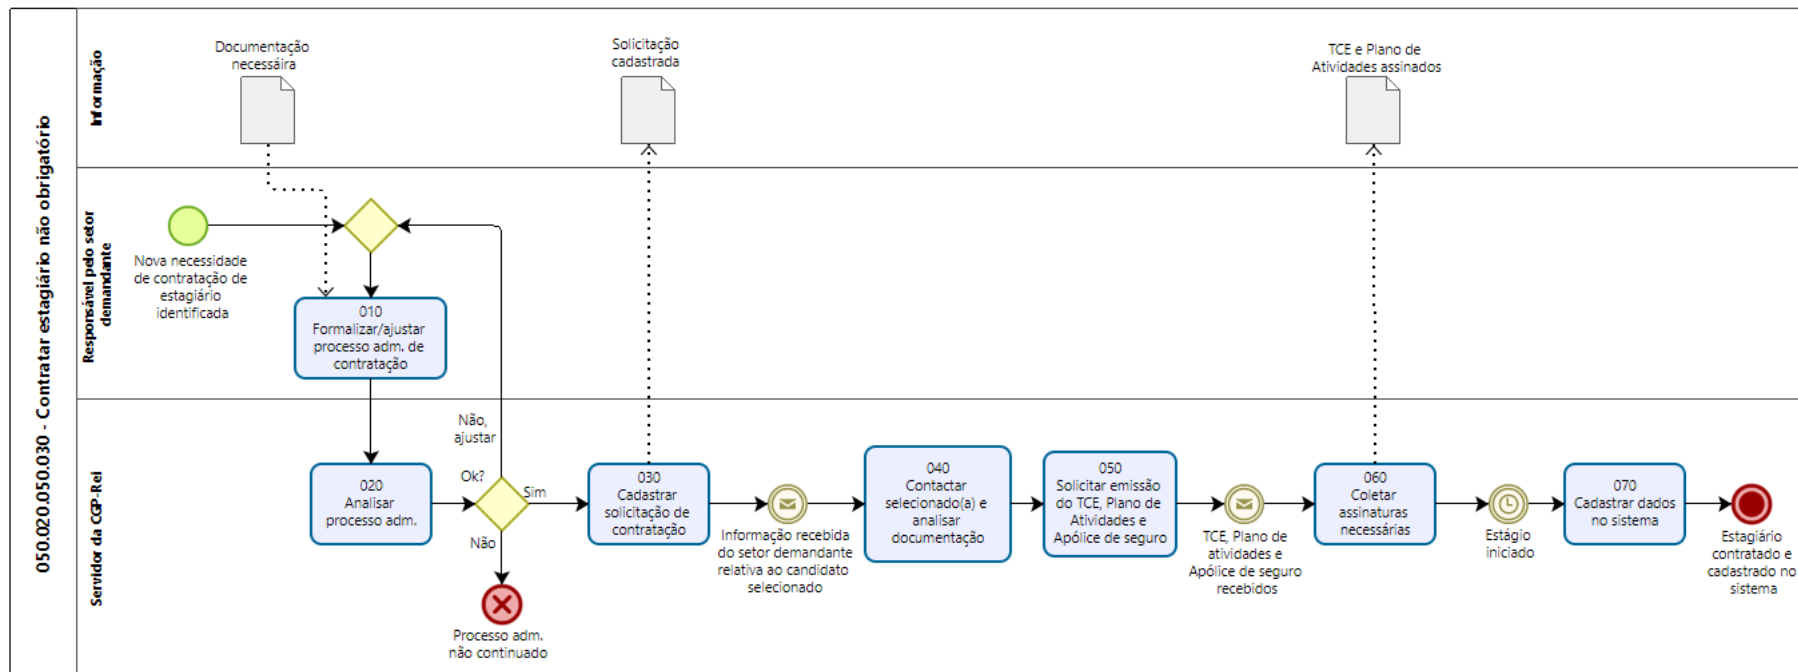 050.020.050.030 - Contratar estagiário não obrigatório
Informação
Documentação
necessáira
Solicitação
cadastrada
TCE e Plano de
Atividades assinados
Responsável pelo setor
demandante
Nova necessidade
de contratação de
estagiário
identificada
010
Formalizar/ajustar
processo adm. de
contratação
Servidor da CGP-Rei
020
Analisar
processo adm.
Não,
ajustar
Ok?
Sim
Não
Processo adm.
não continuado
030
Cadastrar
solicitação de
contratação
Informação recebida
do setor demandante
relativa ao candidato
selecionado
040
Contactar
selecionado(a) e
analisar
documentação
050
Solicitar emissão
do TCE, Plano de
Atividades e
Apólice de seguro
TCE, Plano de
atividades e
Apólice de seguro
recebidos
060
Coletar
assinaturas
necessárias
Estágio
iniciado
070
Cadastrar dados
no sistema
Estagiário
contratado e
cadastrado no
sistema